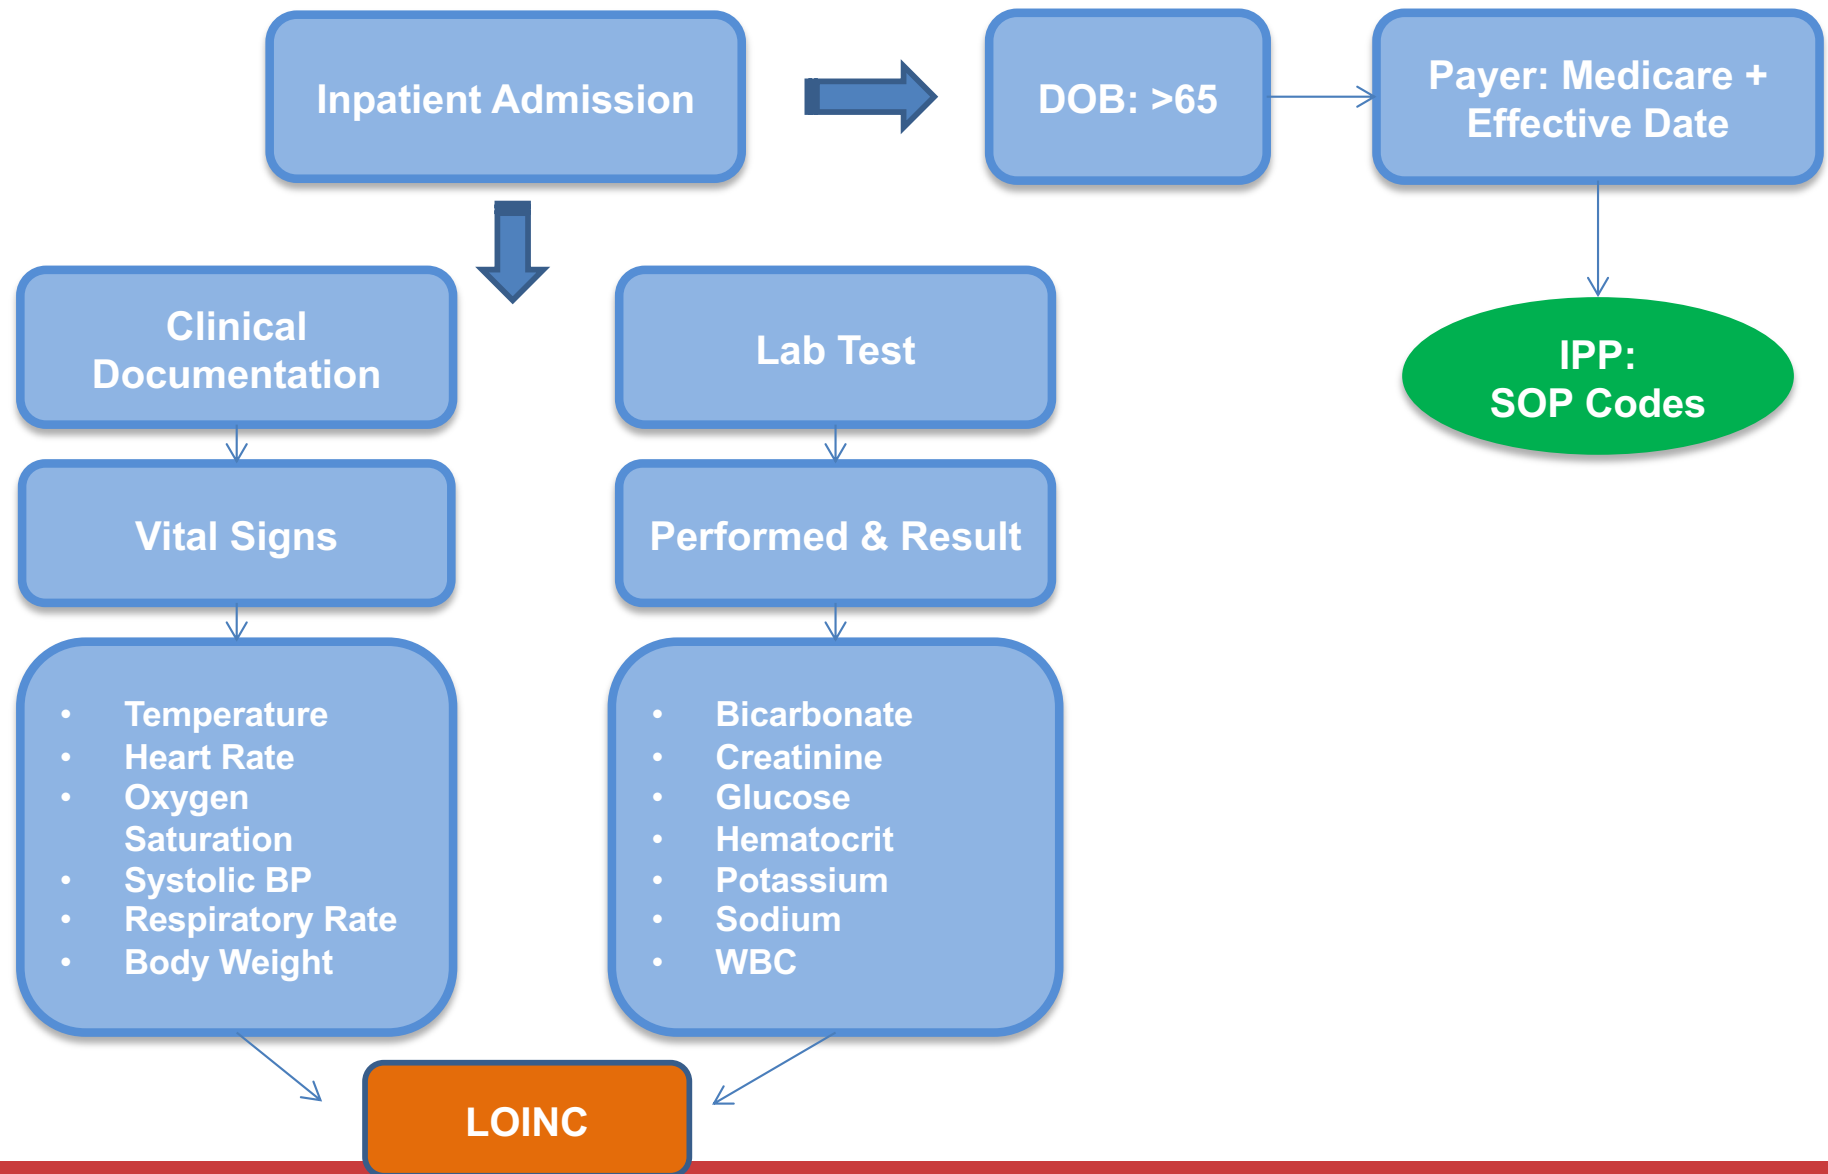 Inpatient Admission
DOB: >65
Payer: Medicare +
Effective Date
IPP:
SOP Codes
Clinical
Documentation
Lab Test
Vital Signs
Performed & Result
• Temperature
• Heart Rate
• Oxygen
Saturation
• Systolic BP
• Respiratory Rate
• Body Weight
• Bicarbonate
• Creatinine
• Glucose
• Hematocrit
• Potassium
• Sodium
• WBC
LOINC